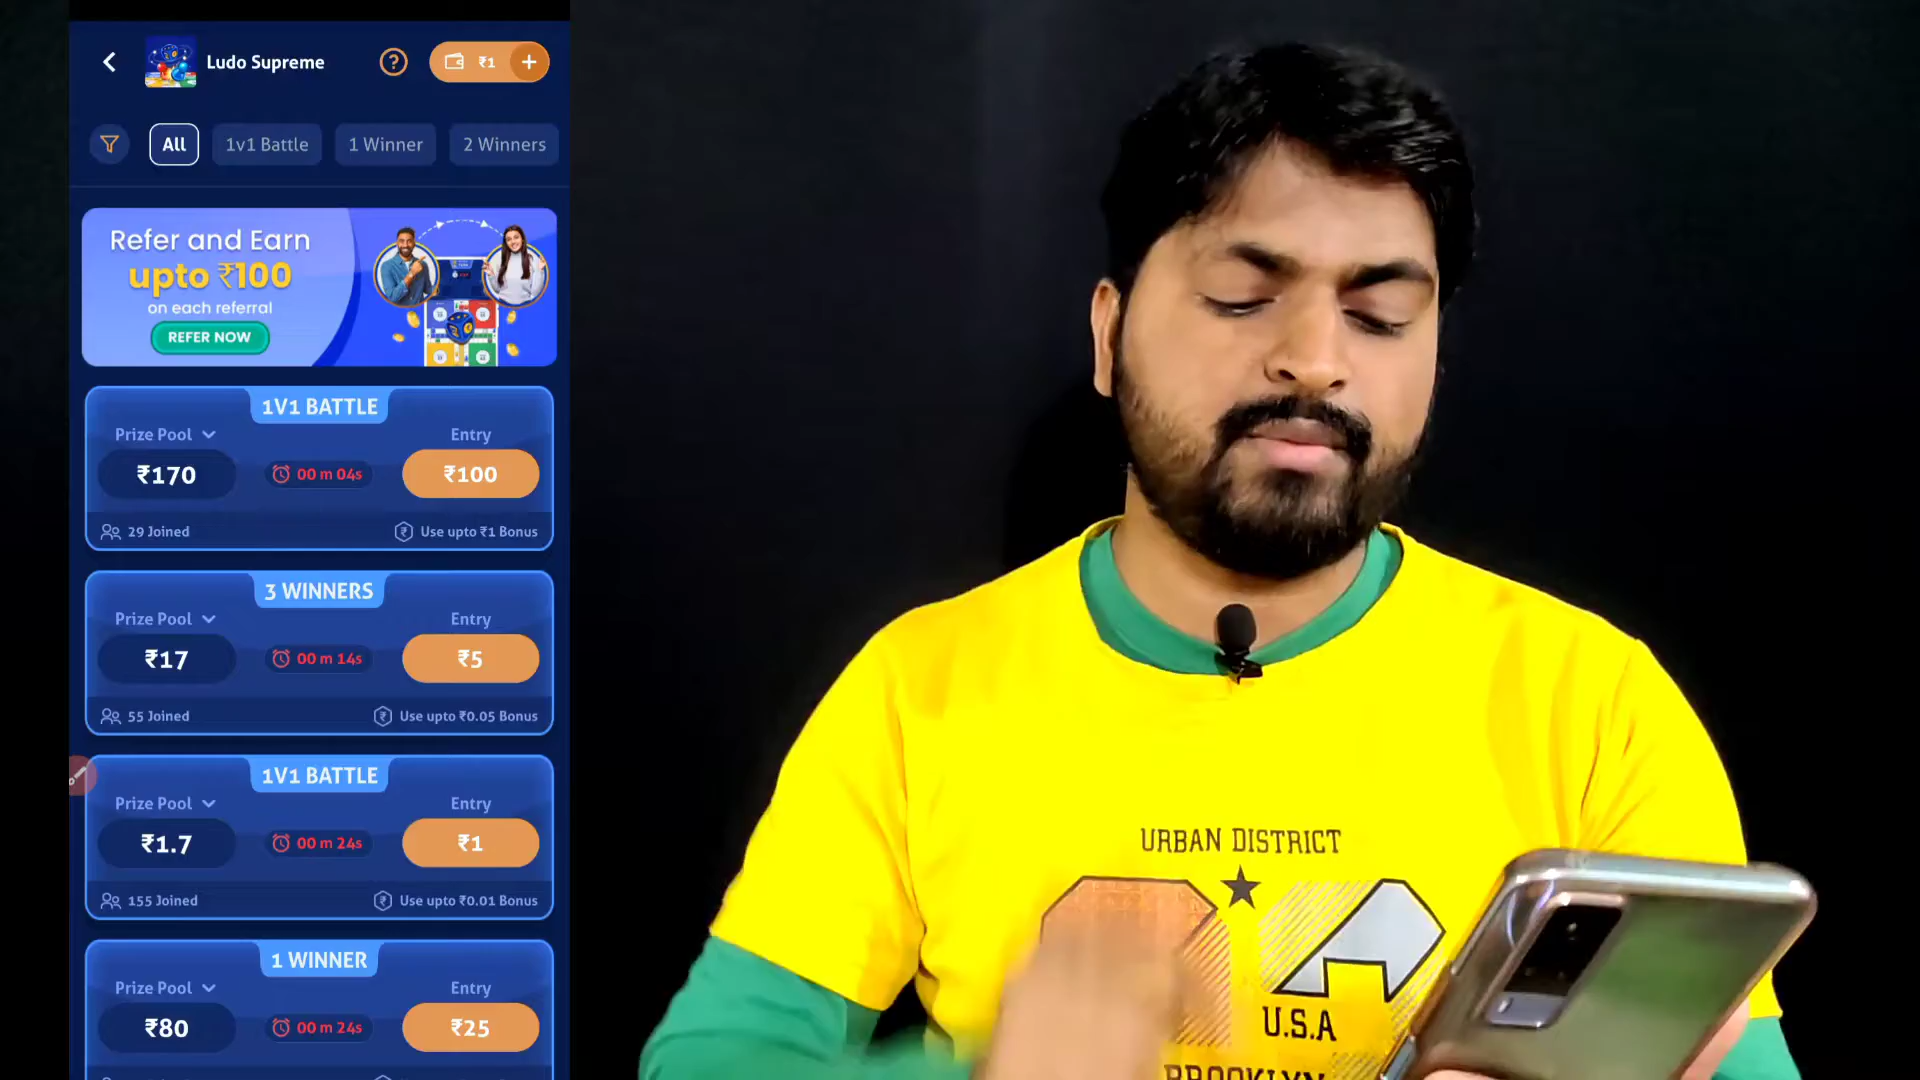 Ludo Supreme
?
₹1 +
All
1v1 Battle
1 Winner
2 Winners
Refer and Earn
upto ₹100
on each referral
REFER NOW
1V1 BATTLE
Prize Pool
Entry
₹170
00 m 04s
₹100
29 Joined
Use upto ₹1 Bonus
3 WINNERS
Prize Pool
Entry
₹17
00 m 14s
₹5
55 Joined
Use upto ₹0.05 Bonus
1V1 BATTLE
Prize Pool
Entry
₹1.7
00 m 24s
₹1
155 Joined
Use upto ₹0.01 Bonus
1 WINNER
Prize Pool
Entry
₹80
00 m 24s
₹25
URBAN DISTRICT
U.S.A
BROOKLYN